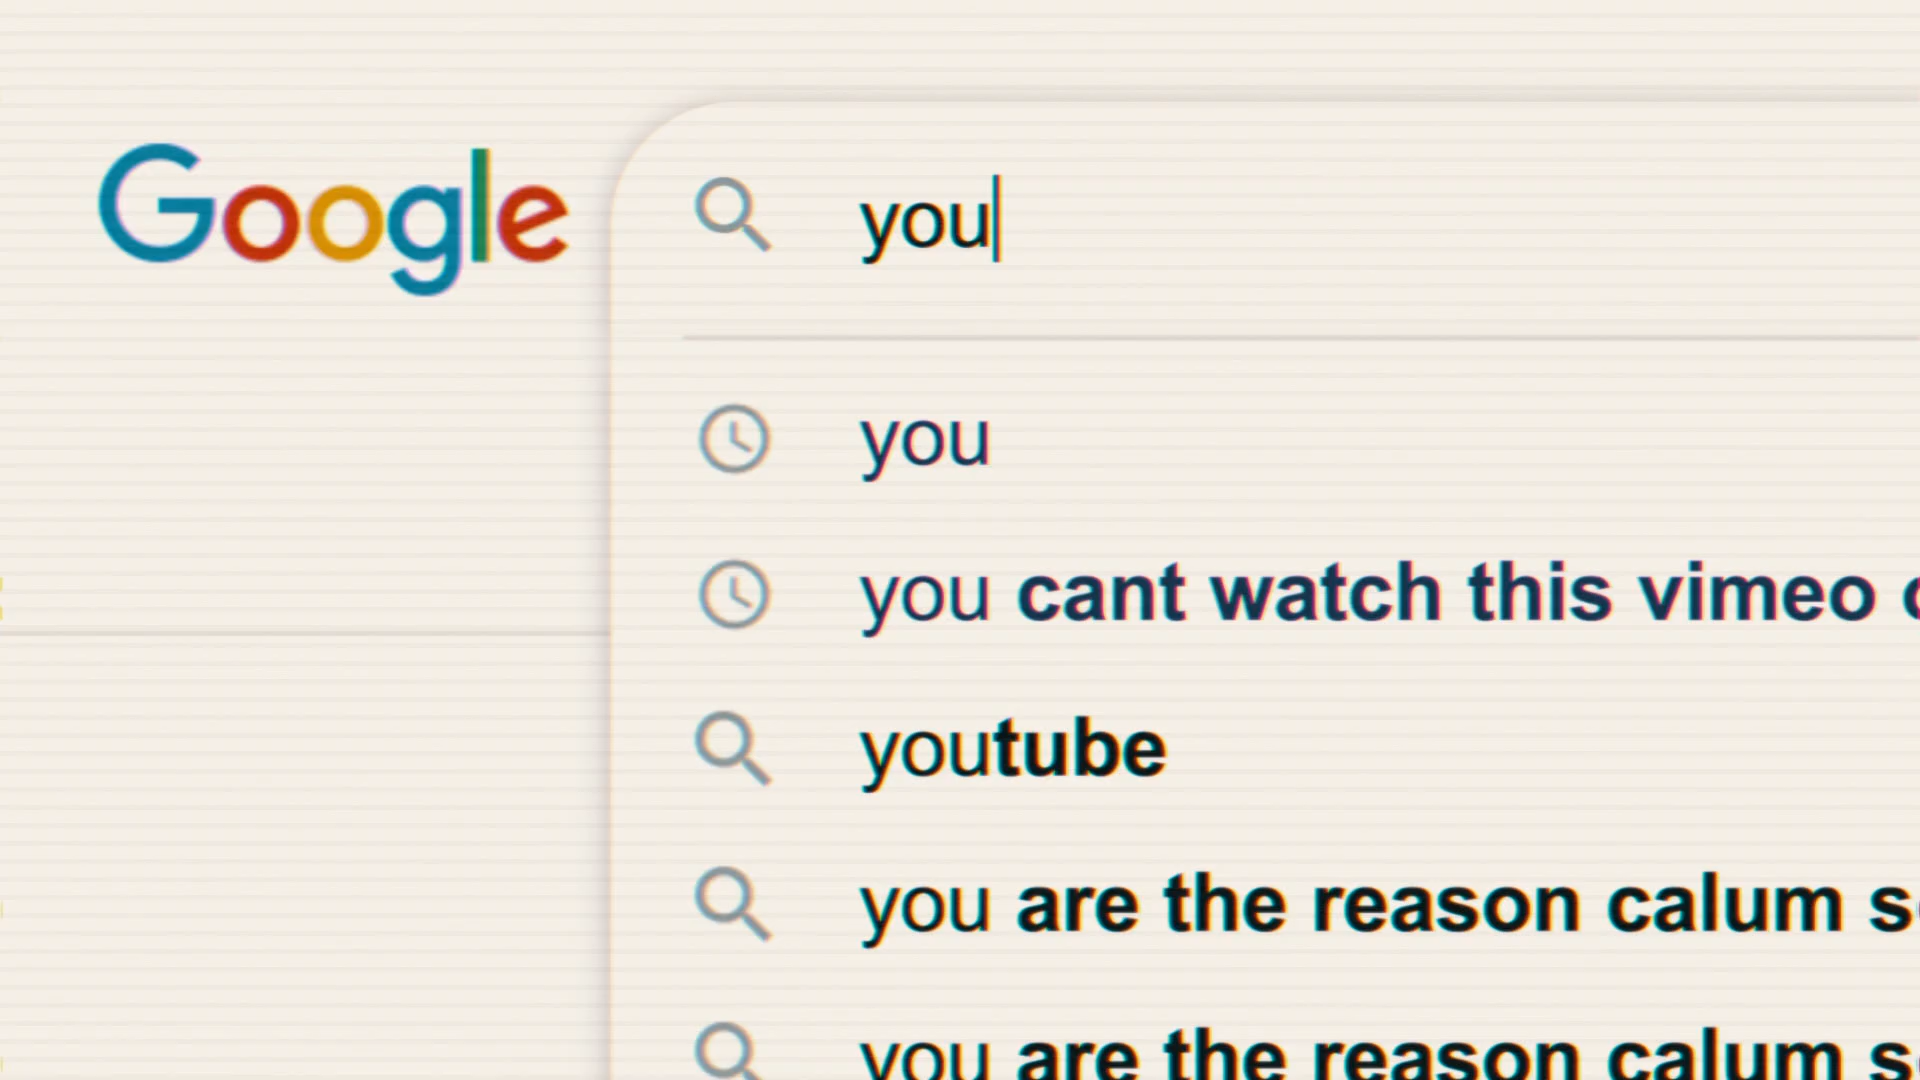 Google
you
you
you cant watch this vimeo
youtube
you are the reason calum
you are the reason calum